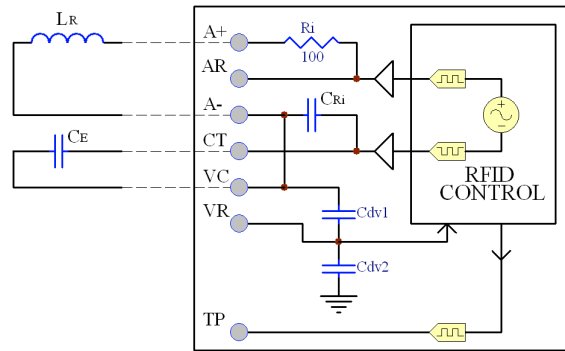 LR
A+
Ri
100
AR
A-
CRi
CE
CT
RFID
CONTROL
VC
VR
Cdv1
Cdv2
TP